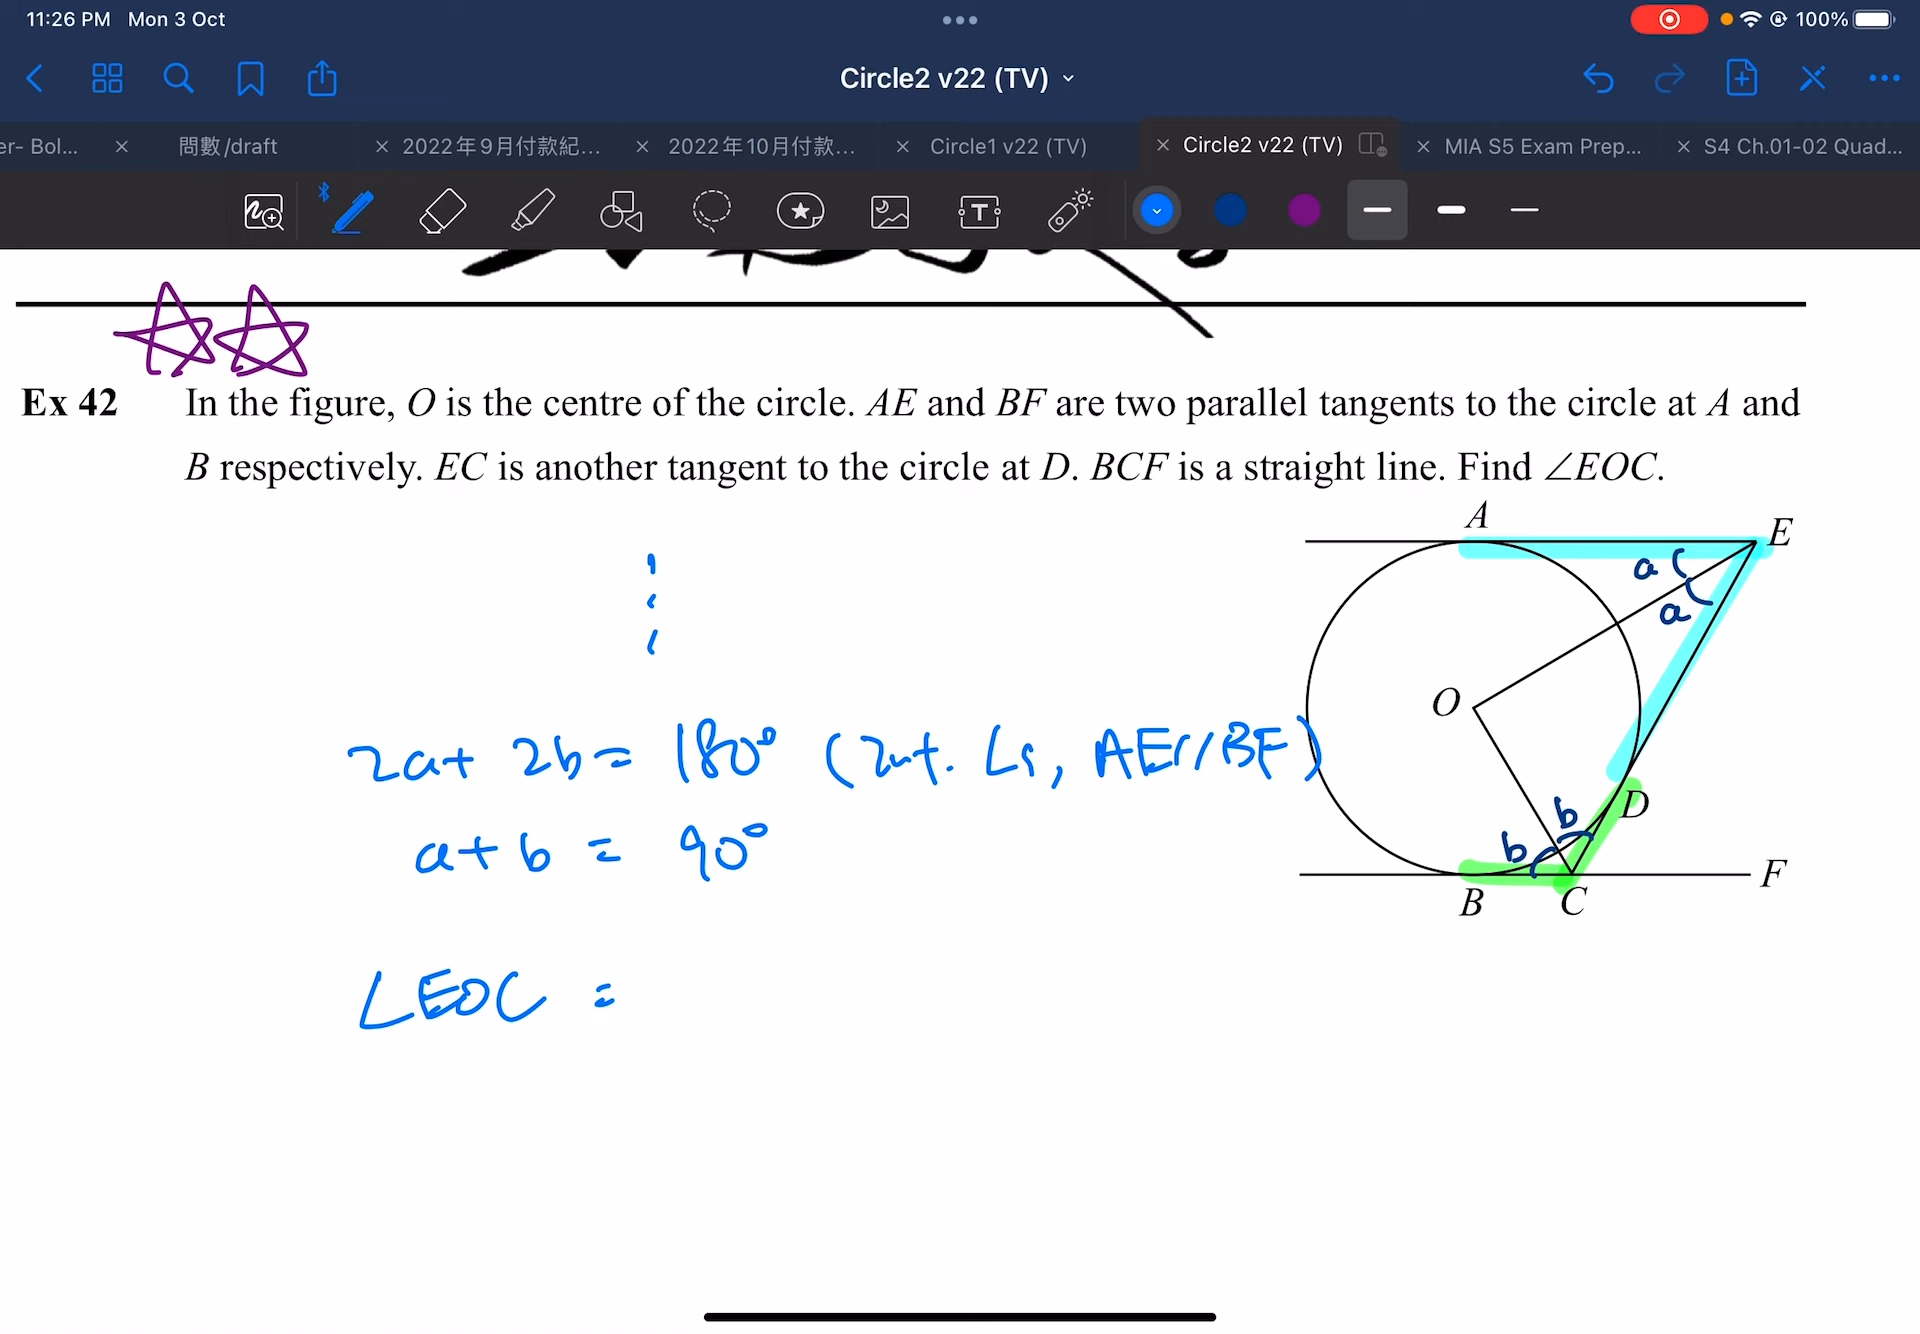 11:26 PM Mon 3 Oct
100%
Circle2 v22 (TV)
er- Bol...
問數/draft
2022年9月付款紀...
2022年10月付款...
Circle1 v22 (TV)
Circle2 v22 (TV)
MIA S5 Exam Prep...
S4 Ch.01-02 Quad...
Ex 42 In the figure, O is the centre of the circle. AE and BF are two parallel tangents to the circle at A and
B respectively. EC is another tangent to the circle at D. BCF is a straight line. Find ∠EOC.
A
E
a
a
O
2a + 2b = 180° (int. ∠s, AE//BF)
D
b
b
a + b = 90°
F
B
C
∠EOC =